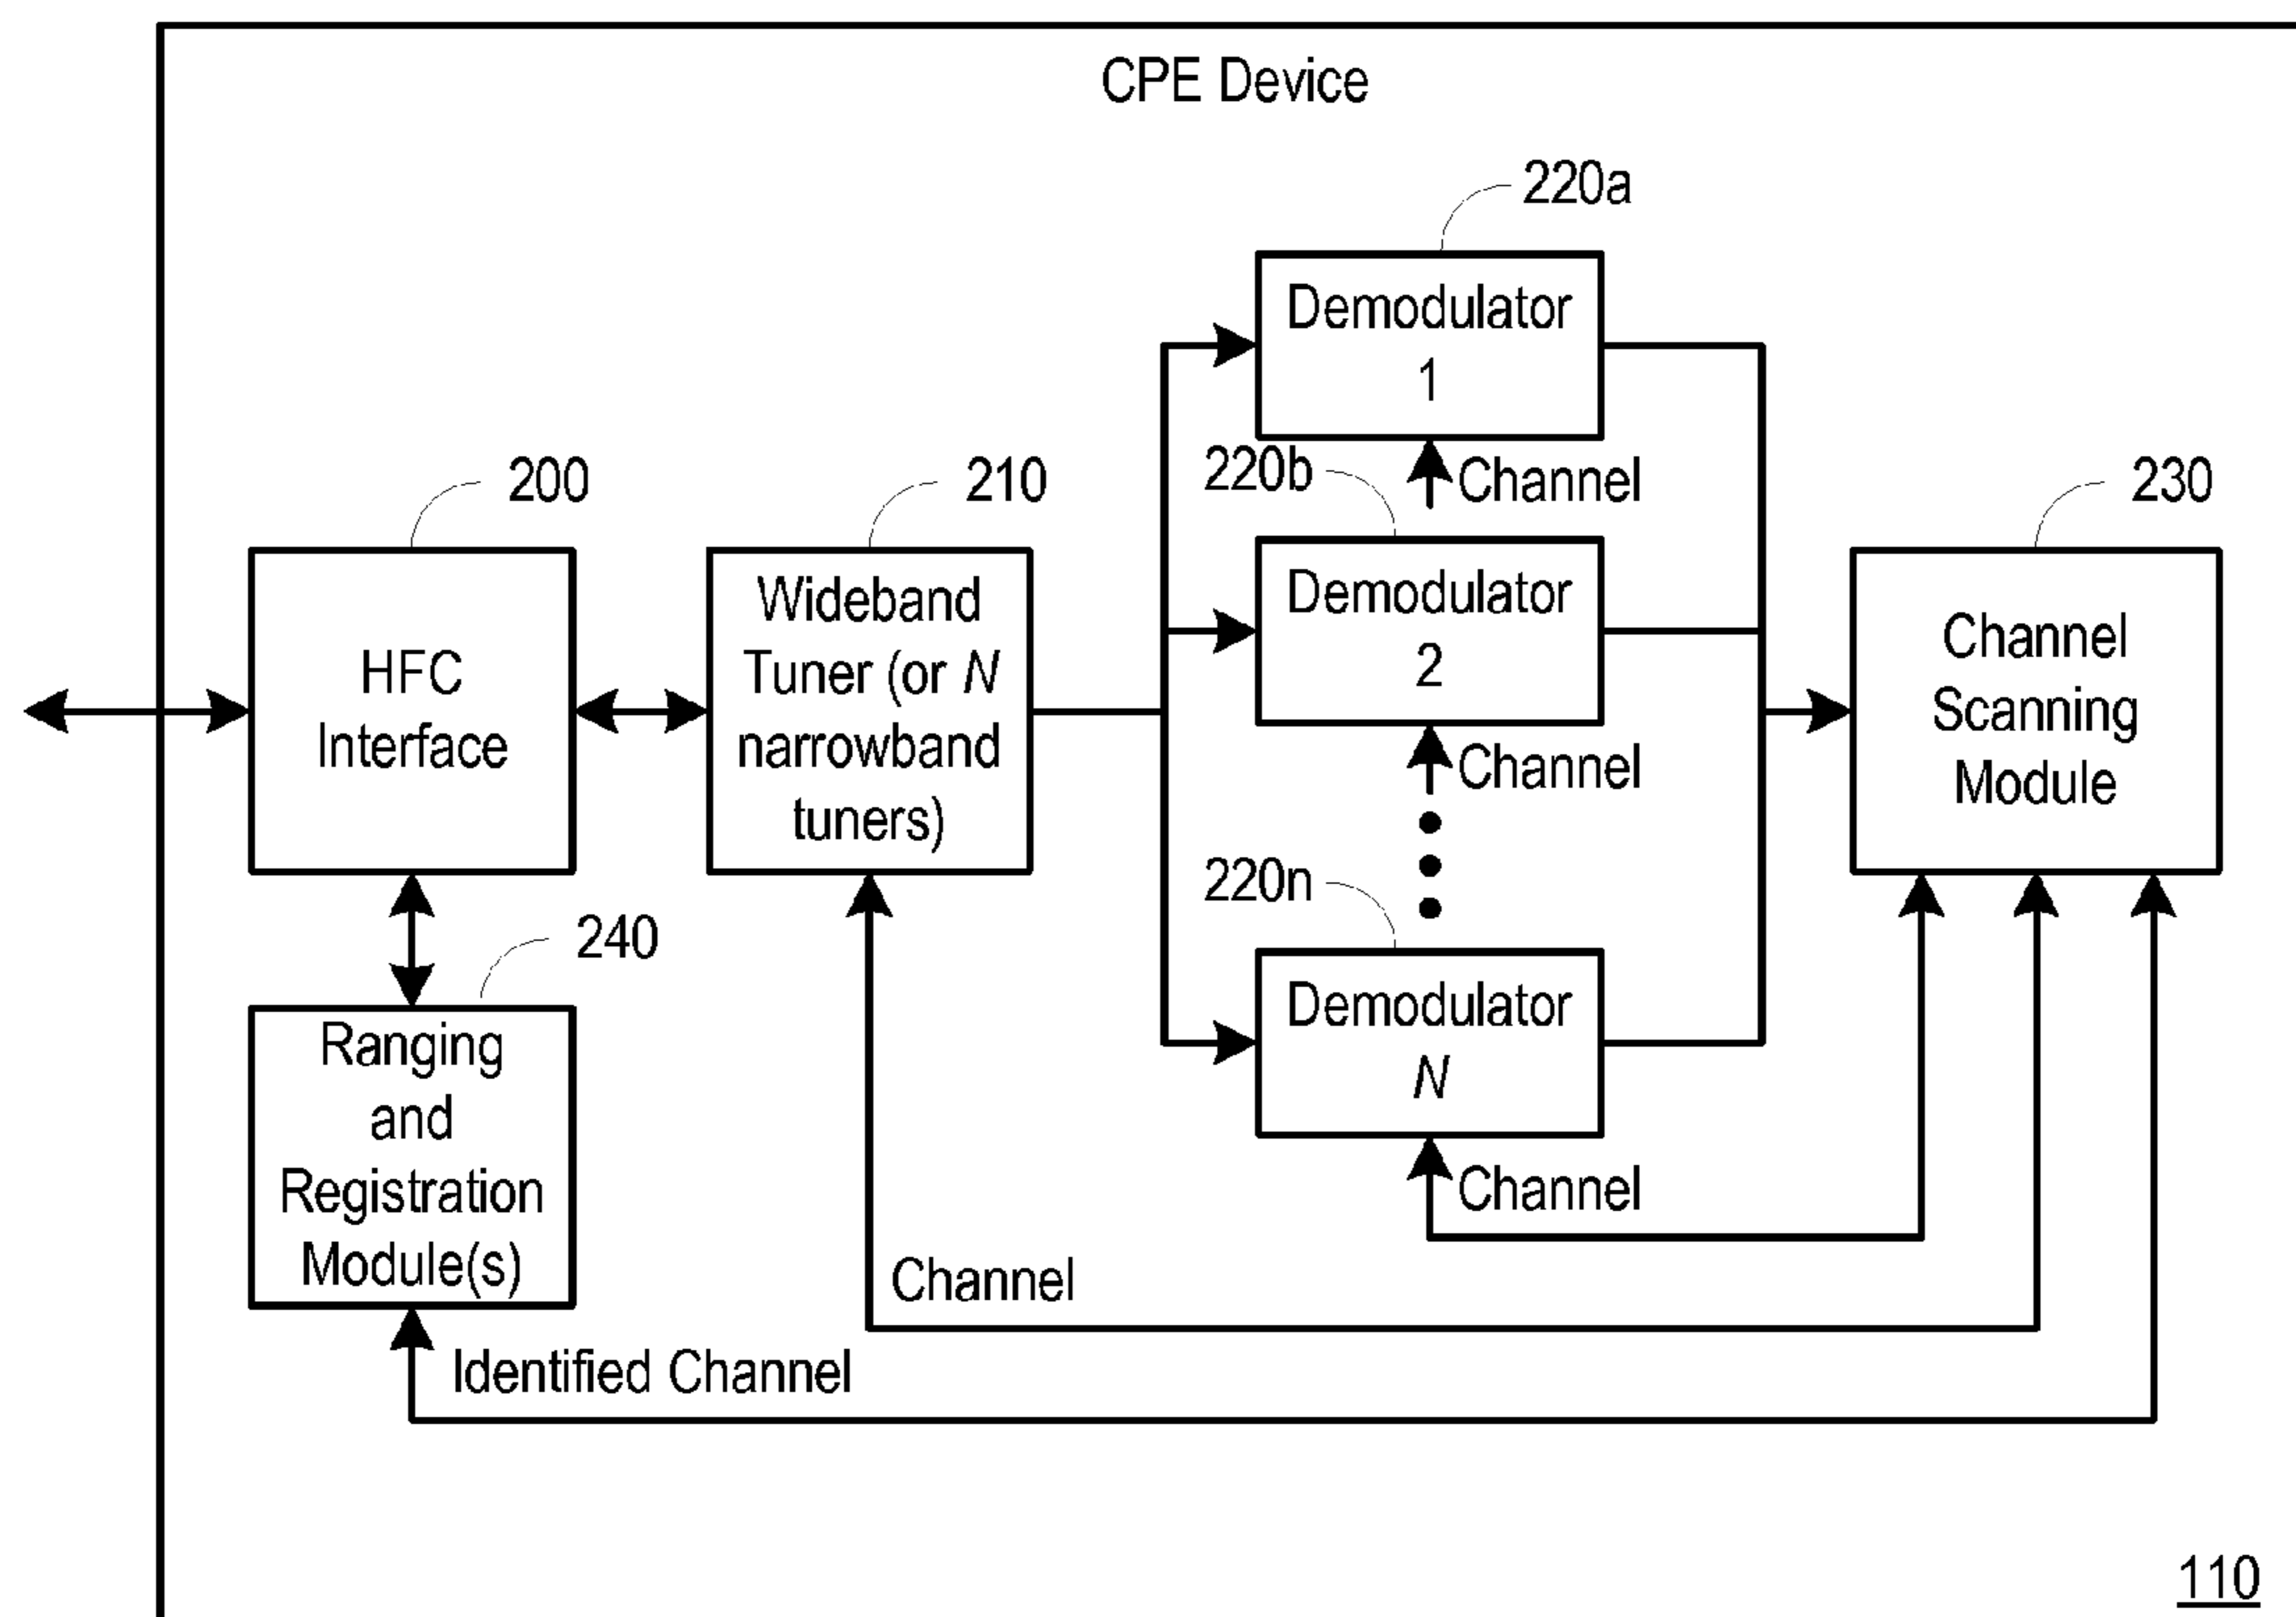 CPE Device
220a
Demodulator
1
220b
Channel
200
210
230
Demodulator
2
HFC
Interface
Wideband
Tuner (or N
narrowband
tuners)
Channel
Scanning
Module
Channel
220n
240
Demodulator
N
Ranging
and
Registration
Module(s)
Channel
Channel
Identified Channel
110